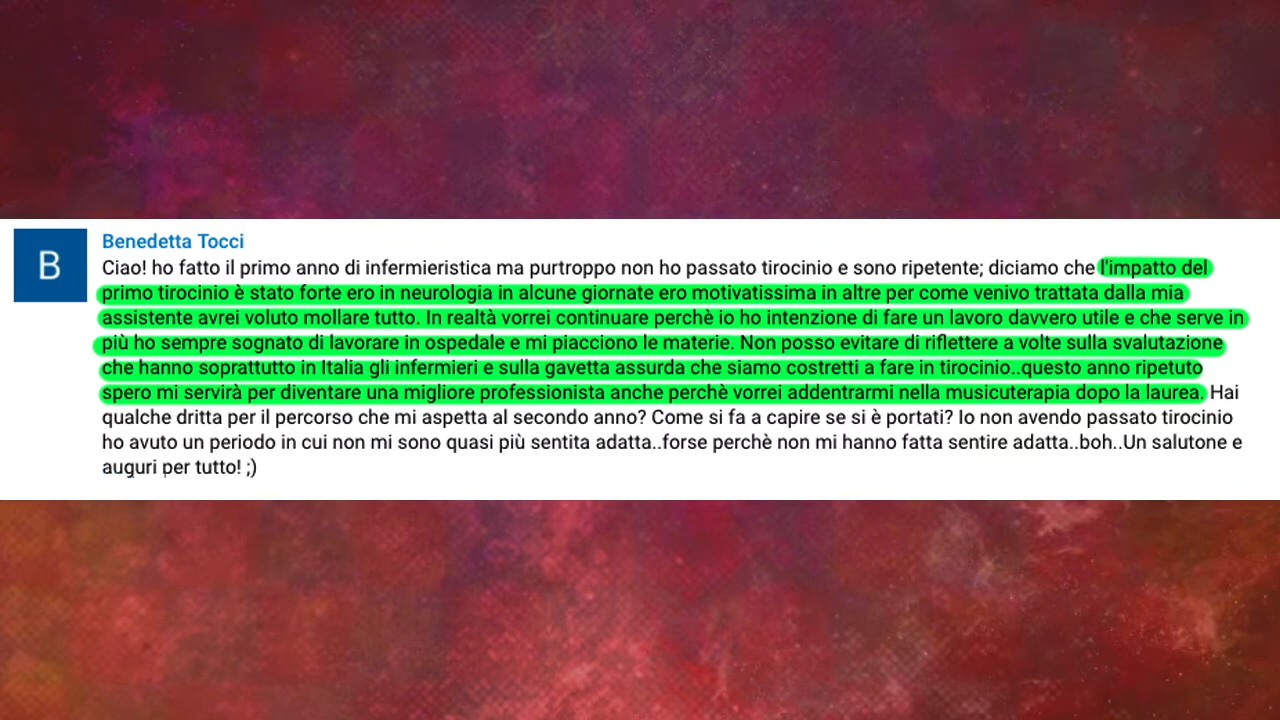 B
Benedetta Tocci
Ciao! ho fatto il primo anno di infermieristica ma purtroppo non ho passato tirocinio e sono ripetente; diciamo che l'impatto del
primo tirocinio è stato forte ero in neurologia in alcune giornate ero motivatissima in altre per come venivo trattata dalla mia
assistente avrei voluto mollare tutto. In realtà vorrei continuare perchè io ho intenzione di fare un lavoro davvero utile e che serve in
più ho sempre sognato di lavorare in ospedale e mi piacciono le materie. Non posso evitare di riflettere a volte sulla svalutazione
che hanno soprattutto in Italia gli infermieri e sulla gavetta assurda che siamo costretti a fare in tirocinio..questo anno ripetuto
spero mi servirà per diventare una migliore professionista anche perchè vorrei addentrarmi nella musicuterapia dopo la laurea. Hai
qualche dritta per il percorso che mi aspetta al secondo anno? Come si fa a capire se si è portati? Io non avendo passato tirocinio
ho avuto un periodo in cui non mi sono quasi più sentita adatta..forse perchè non mi hanno fatta sentire adatta..boh..Un salutone e
auguri per tutto! ;)